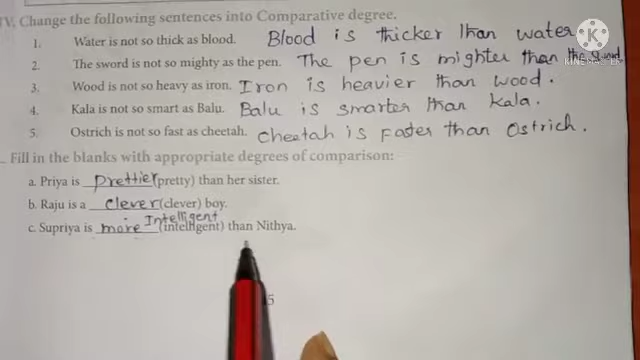 IV. Change the following sentences into Comparative degree.
1. Water is not so thick as blood. Blood is thicker than water
2. The sword is not so mighty as the pen. The pen is mighter than the sword
3. Wood is not so heavy as iron. Iron is heavier than wood.
4. Kala is not so smart as Balu. Balu is smarter than Kala.
5. Ostrich is not so fast as cheetah. Cheetah is faster than Ostrich.
Fill in the blanks with appropriate degrees of comparison:
a. Priya is prettier (pretty) than her sister.
b. Raju is a clever (clever) boy.
c. Supriya is more Intelligent (intelligent) than Nithya.
5
KINEMASTER